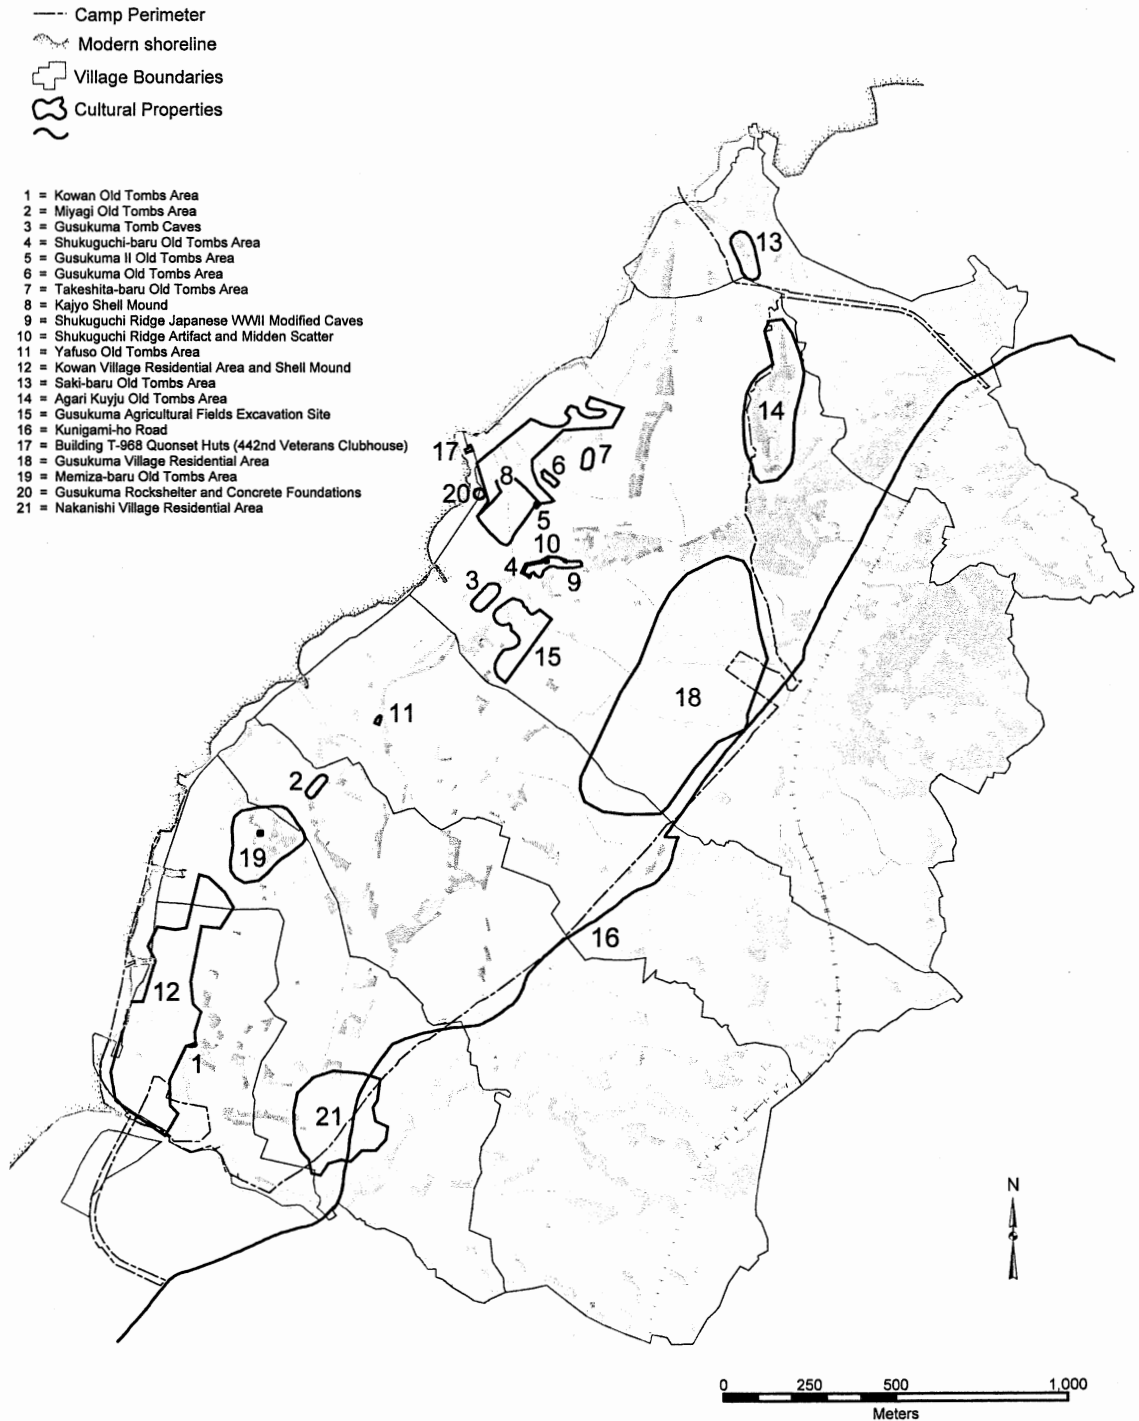 Camp Perimeter
Modern shoreline
Village Boundaries
Cultural Properties
1 = Kowan Old Tombs Area
2 = Miyagi Old Tombs Area
3 = Gusukuma Tomb Caves
4 = Shukuguchi-baru Old Tombs Area
5 = Gusukuma II Old Tombs Area
6 = Gusukuma Old Tombs Area
7 = Takeshita-baru Old Tombs Area
8 = Kajyo Shell Mound
9 = Shukuguchi Ridge Japanese WWII Modified Caves
10 = Shukuguchi Ridge Artifact and Midden Scatter
11 = Yafuso Old Tombs Area
12 = Kowan Village Residential Area and Shell Mound
13 = Saki-baru Old Tombs Area
14 = Agari Kuyju Old Tombs Area
15 = Gusukuma Agricultural Fields Excavation Site
16 = Kunigami-ho Road
17 = Building T-968 Quonset Huts (442nd Veterans Clubhouse)
18 = Gusukuma Village Residential Area
19 = Memiza-baru Old Tombs Area
20 = Gusukuma Rockshelter and Concrete Foundations
21 = Nakanishi Village Residential Area
13
14
17
7
6
8
20
5
10
4
9
3
15
18
11
2
19
16
12
1
21
N
0 250 500 1,000
Meters